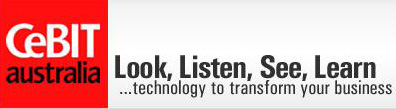 CeBIT
australia
Look, Listen, See, Learn
...technology to transform your business